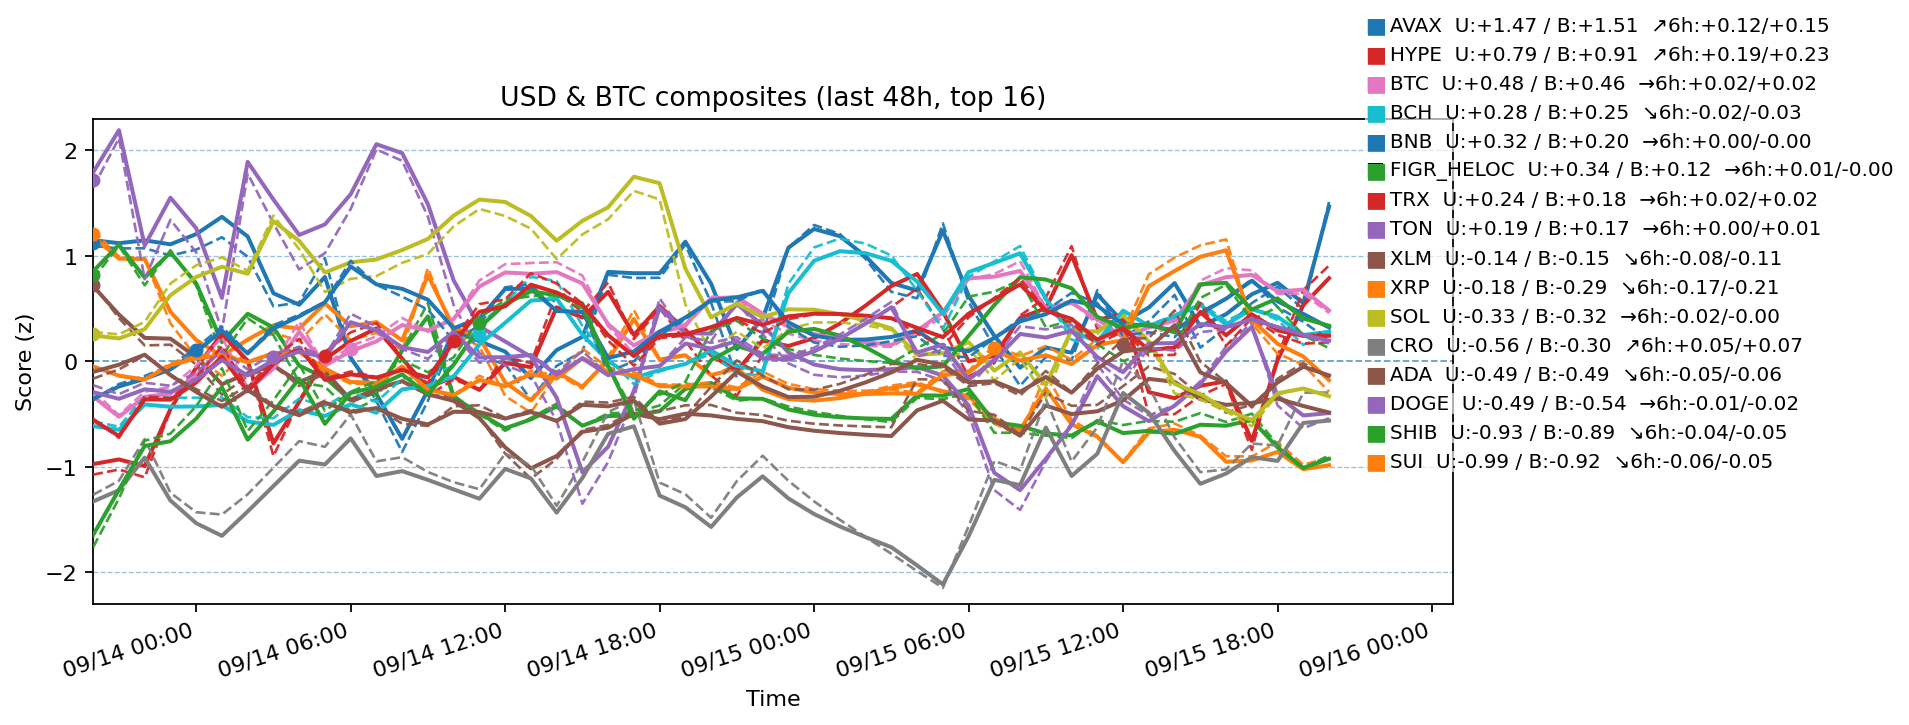 AVAX  U:+1.47 / B:+1.51  ↗6h:+0.12/+0.15
HYPE  U:+0.79 / B:+0.91  ↗6h:+0.19/+0.23
BTC  U:+0.48 / B:+0.46  →6h:+0.02/+0.02
BCH  U:+0.28 / B:+0.25  ↘6h:-0.02/-0.03
BNB  U:+0.32 / B:+0.20  →6h:+0.00/-0.00
FIGR_HELOC  U:+0.34 / B:+0.12  →6h:+0.01/-0.00
TRX  U:+0.24 / B:+0.18  →6h:+0.02/+0.02
TON  U:+0.19 / B:+0.17  →6h:+0.00/+0.01
XLM  U:-0.14 / B:-0.15  ↘6h:-0.08/-0.11
XRP  U:-0.18 / B:-0.29  ↘6h:-0.17/-0.21
SOL  U:-0.33 / B:-0.32  →6h:-0.02/-0.00
CRO  U:-0.56 / B:-0.30  ↗6h:+0.05/+0.07
ADA  U:-0.49 / B:-0.49  ↘6h:-0.05/-0.06
DOGE  U:-0.49 / B:-0.54  →6h:-0.01/-0.02
SHIB  U:-0.93 / B:-0.89  ↘6h:-0.04/-0.05
SUI  U:-0.99 / B:-0.92  ↘6h:-0.06/-0.05
USD & BTC composites (last 48h, top 16)
Score (z)
2
1
0
−1
−2
09/14 00:00
09/14 06:00
09/14 12:00
09/14 18:00
09/15 00:00
09/15 06:00
09/15 12:00
09/15 18:00
09/16 00:00
Time